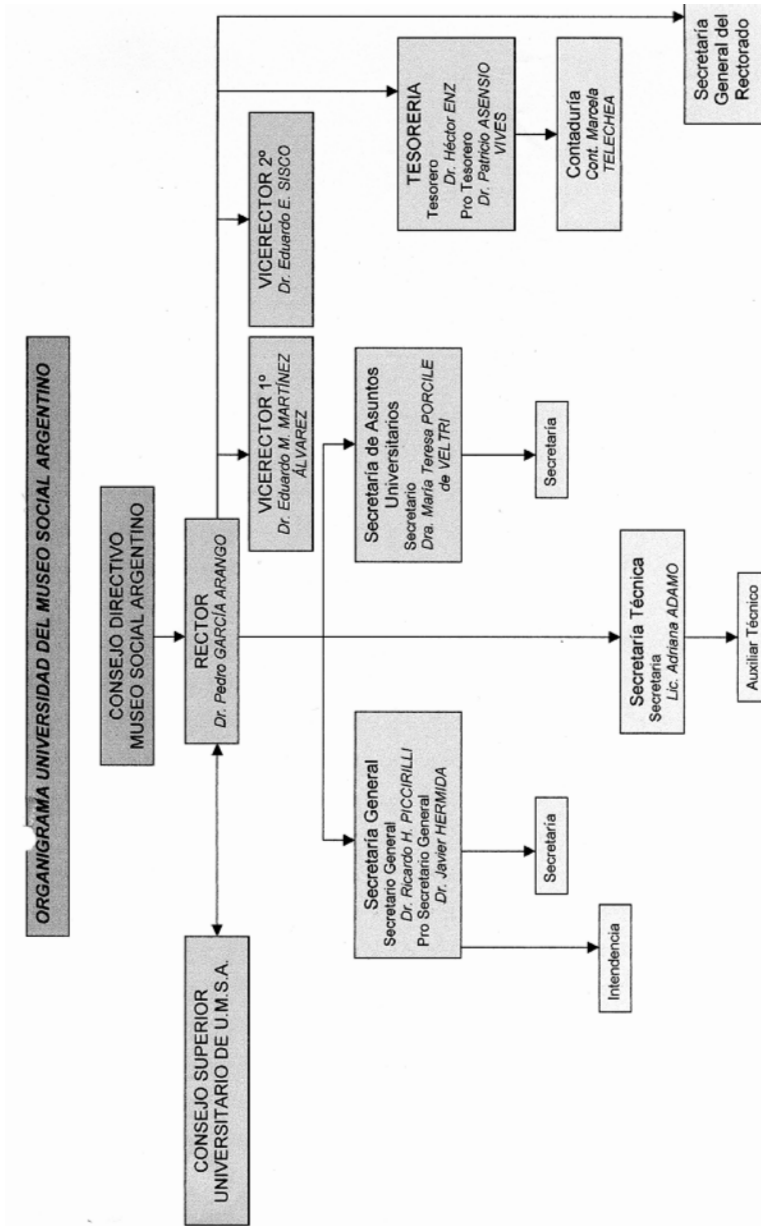 ORGANIGRAMA UNIVERSIDAD DEL MUSEO SOCIAL ARGENTINO
CONSEJO DIRECTIVO
MUSEO SOCIAL ARGENTINO
CONSEJO SUPERIOR
UNIVERSITARIO DE U.M.S.A.
RECTOR
Dr. Pedro GARCÍA ARANGO
VICERECTOR 1º
Dr. Eduardo M. MARTÍNEZ
ÁLVAREZ
VICERECTOR 2º
Dr. Eduardo E. SISCO
Secretaría General
Secretario General
Dr. Ricardo H. PICCIRILLI
Pro Secretario General
Dr. Javier HERMIDA
Secretaría de Asuntos
Universitarios
Secretario
Dra. María Teresa PORCILE
de VELTRI
TESORERIA
Tesorero
Dr. Héctor ENZ
Pro Tesorero
Dr. Patricio ASENSIO
VIVES
Secretaría
Secretaría
Contaduría
Cont. Marcela
TELECHEA
Intendencia
Secretaría Técnica
Secretaria
Lic. Adriana ADAMO
Secretaría
General del
Rectorado
Auxiliar Técnico